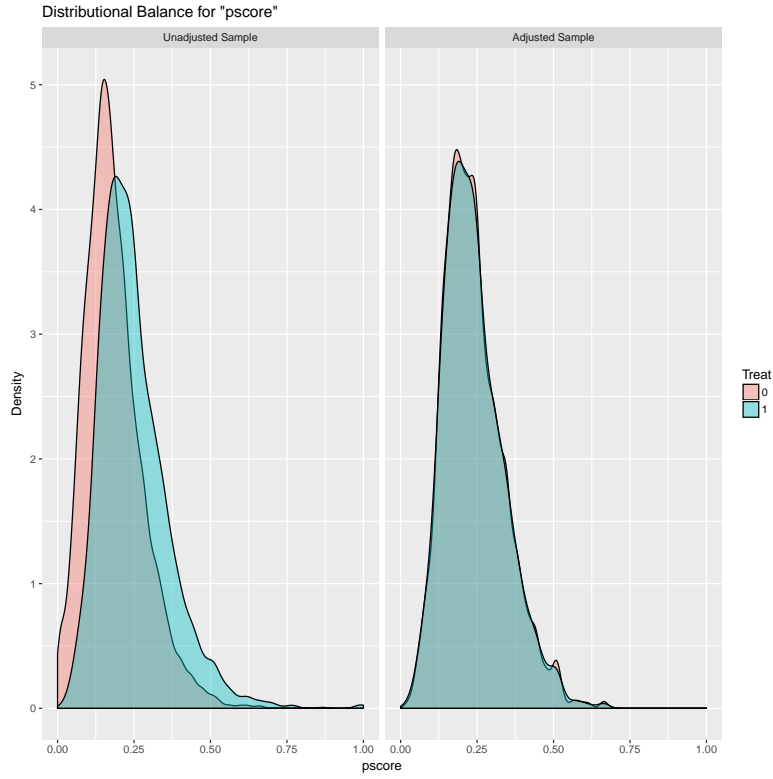 Distributional Balance for "pscore"
Unadjusted Sample
Adjusted Sample
5
4
3
2
1
0
Density
0.00 0.25 0.50 0.75 1.00
0.00 0.25 0.50 0.75 1.00
pscore
Treat
0
1